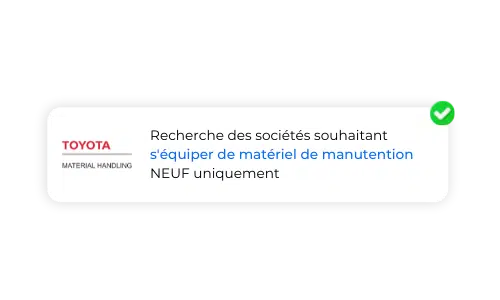 TOYOTA
MATERIAL HANDLING
Recherche des sociétés souhaitant
s'équiper de matériel de manutention
NEUF uniquement